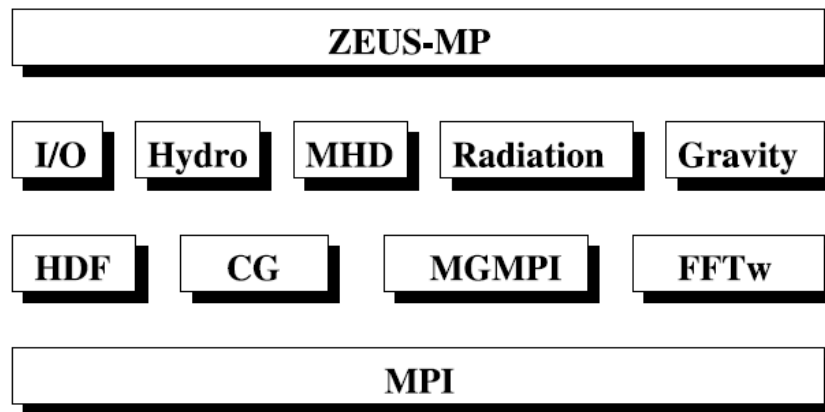 ZEUS-MP
I/O Hydro MHD Radiation Gravity
HDF CG MGMPI FFTw
MPI